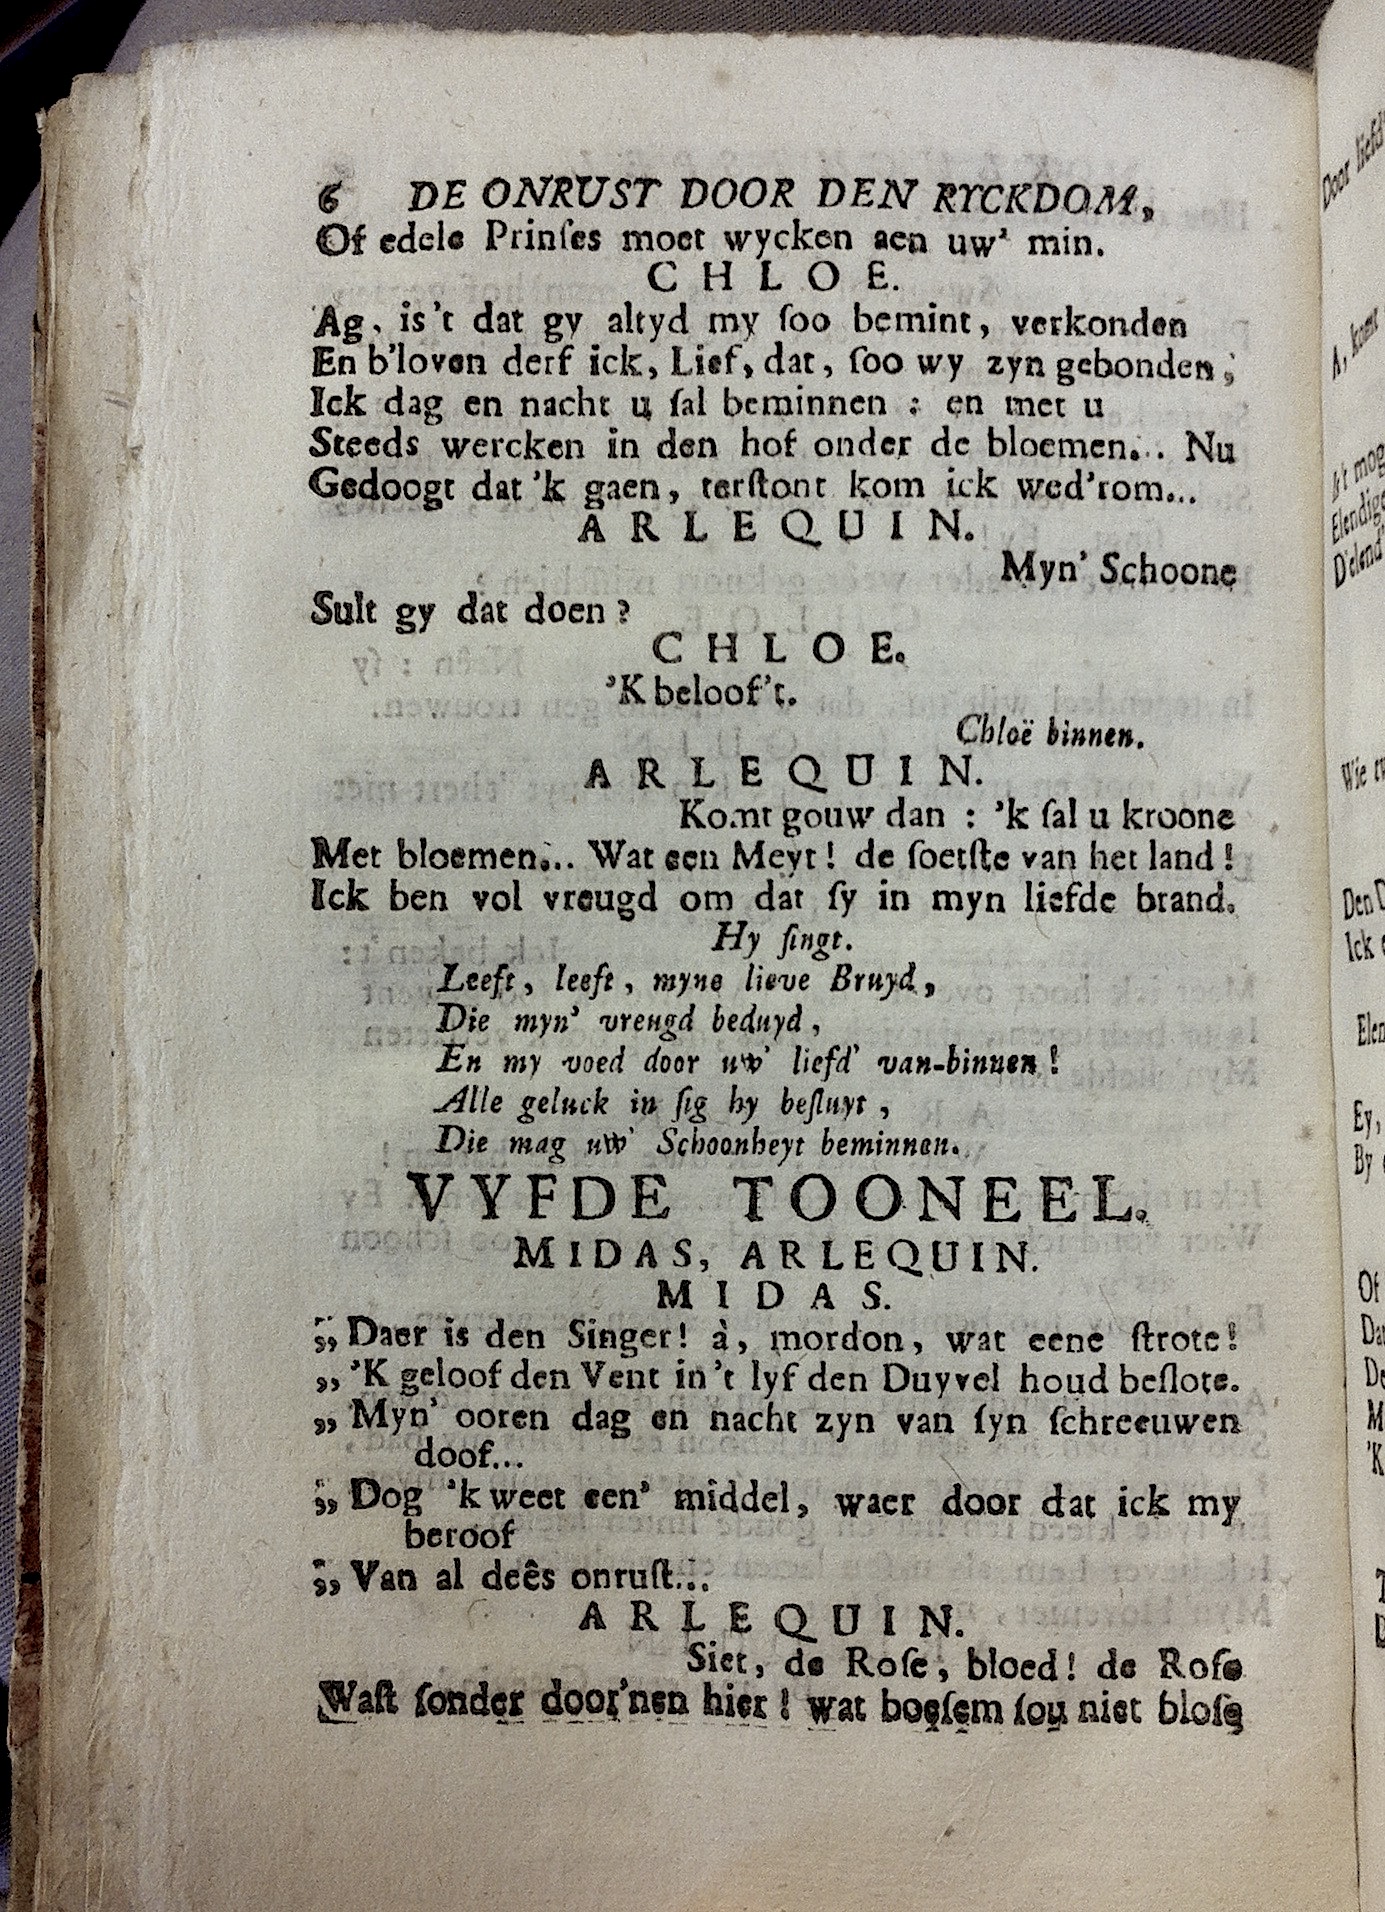 6 DE ONRUST DOOR DEN RYCKDOM,
Of edele Prinſes moet wycken aen uw' min.
CHLOE.
Ag, is 't dat gy altyd my ſoo bemint, verkonden
En b'loven derf ick, Lief, dat, ſoo wy zyn gebonden,
Ick dag en nacht u ſal beminnen : en met u
Steeds wercken in den hof onder de bloemen... Nu
Gedoogt dat 'k gaen, terſtont kom ick wed'rom...
ARLEQUIN.
Myn' Schoone
Sult gy dat doen ?
CHLOE.
'K beloof't.
Chloë binnen.
ARLEQUIN.
Komt gouw dan : 'k ſal u kroone
Met bloemen... Wat een Meyt ! de ſoetſte van het land !
Ick ben vol vreugd om dat ſy in myn liefde brand.
Hy ſingt.
Leeft, leeft, myne lieve Bruyd,
Die myn' vreugd beduyd,
En my voed door uw' liefd' van-binnen !
Alle geluck in ſig hy beſluyt,
Die mag uw' Schoonheyt beminnen.
VYFDE TOONEEL.
MIDAS, ARLEQUIN.
MIDAS.
„ Daer is den Singer ! à, mordon, wat eene ſtrote !
„ 'K geloof den Vent in 't lyf den Duyvel houd beſlote.
„ Myn' ooren dag en nacht zyn van ſyn ſchreeuwen
doof...
„ Dog 'k weet een' middel, waer door dat ick my
beroof
„ Van al deês onruſt...
ARLEQUIN.
Siet, de Roſe, bloed ! de Roſe
Waſt ſonder door'nen hier ! wat boeſem ſou niet bloſe